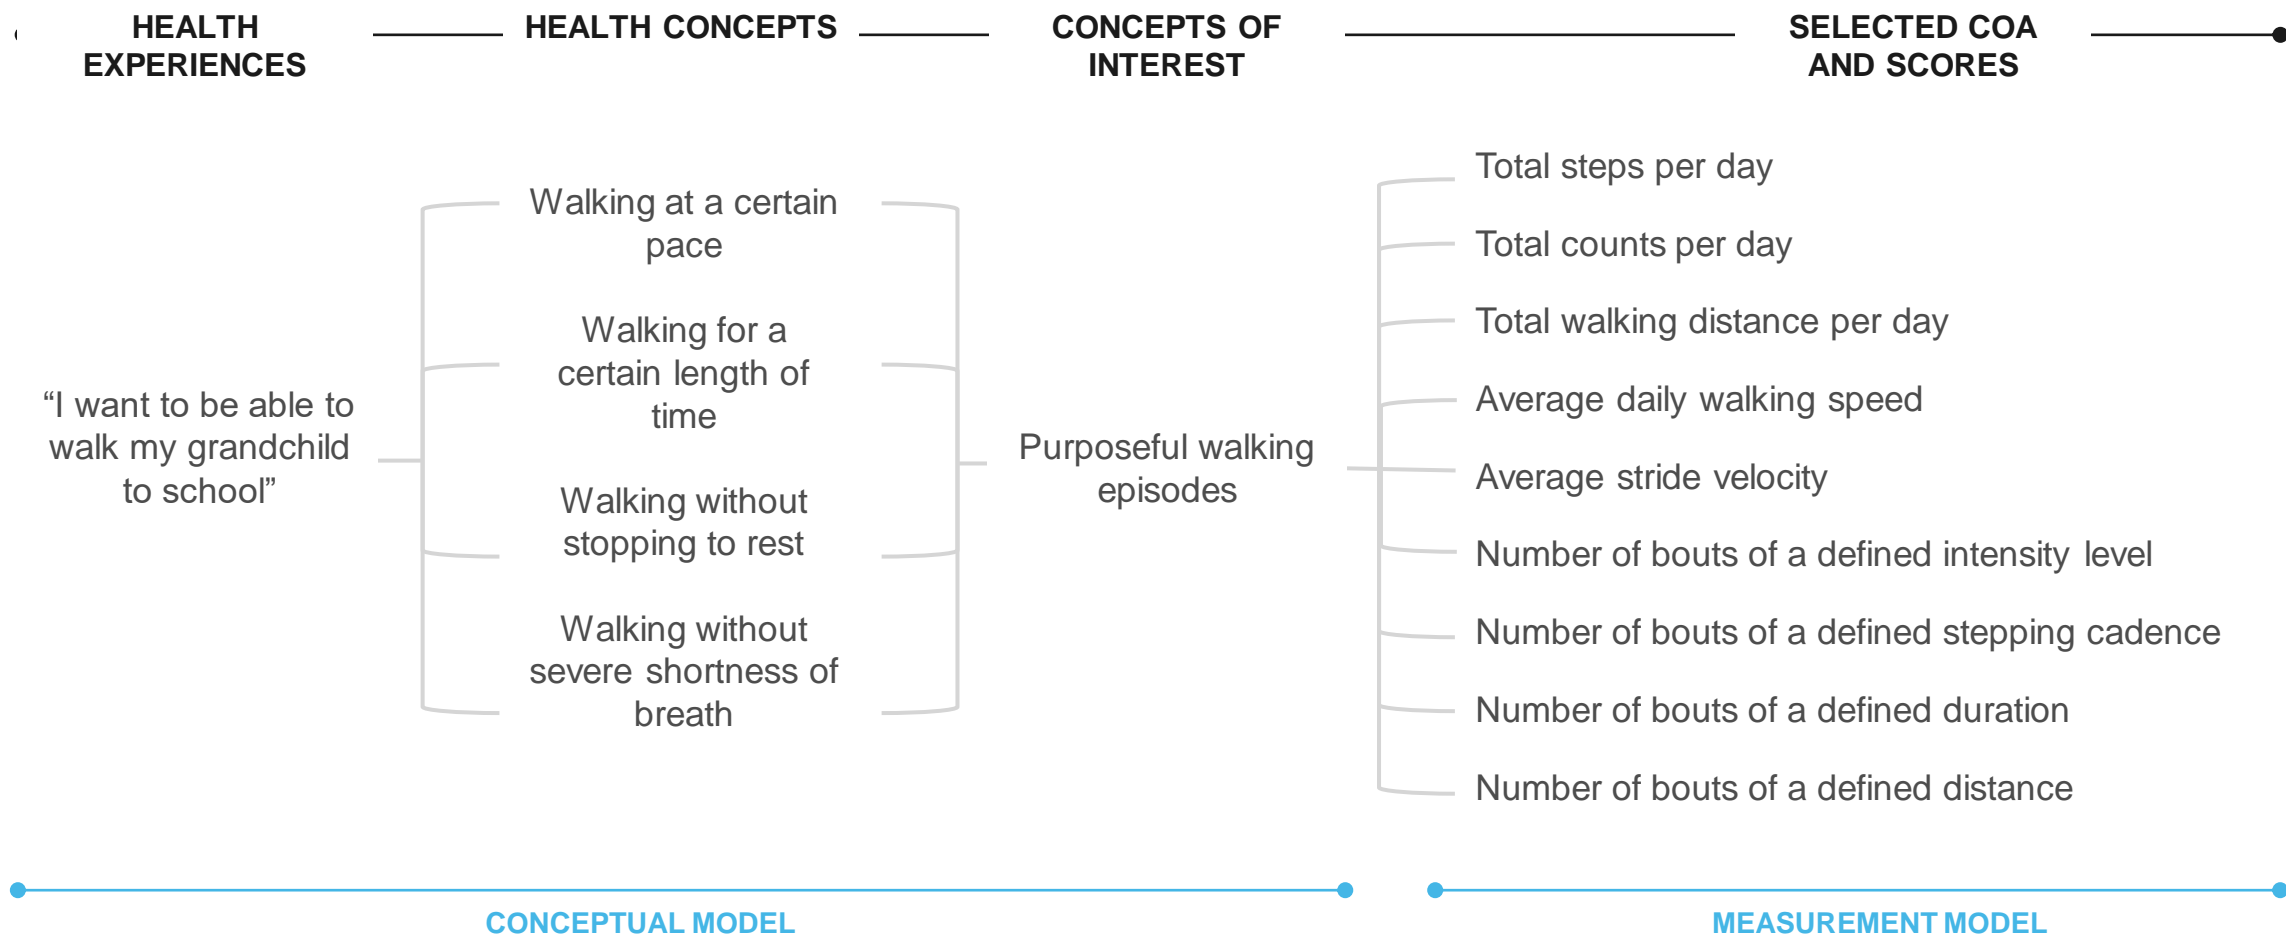 HEALTH
EXPERIENCES
HEALTH CONCEPTS
CONCEPTS OF
INTEREST
SELECTED COA
AND SCORES
“I want to be able to
walk my grandchild
to school”
Walking at a certain
pace
Walking for a
certain length of
time
Walking without
stopping to rest
Walking without
severe shortness of
breath
Purposeful walking
episodes
Total steps per day
Total counts per day
Total walking distance per day
Average daily walking speed
Average stride velocity
Number of bouts of a defined intensity level
Number of bouts of a defined stepping cadence
Number of bouts of a defined duration
Number of bouts of a defined distance
CONCEPTUAL MODEL
MEASUREMENT MODEL